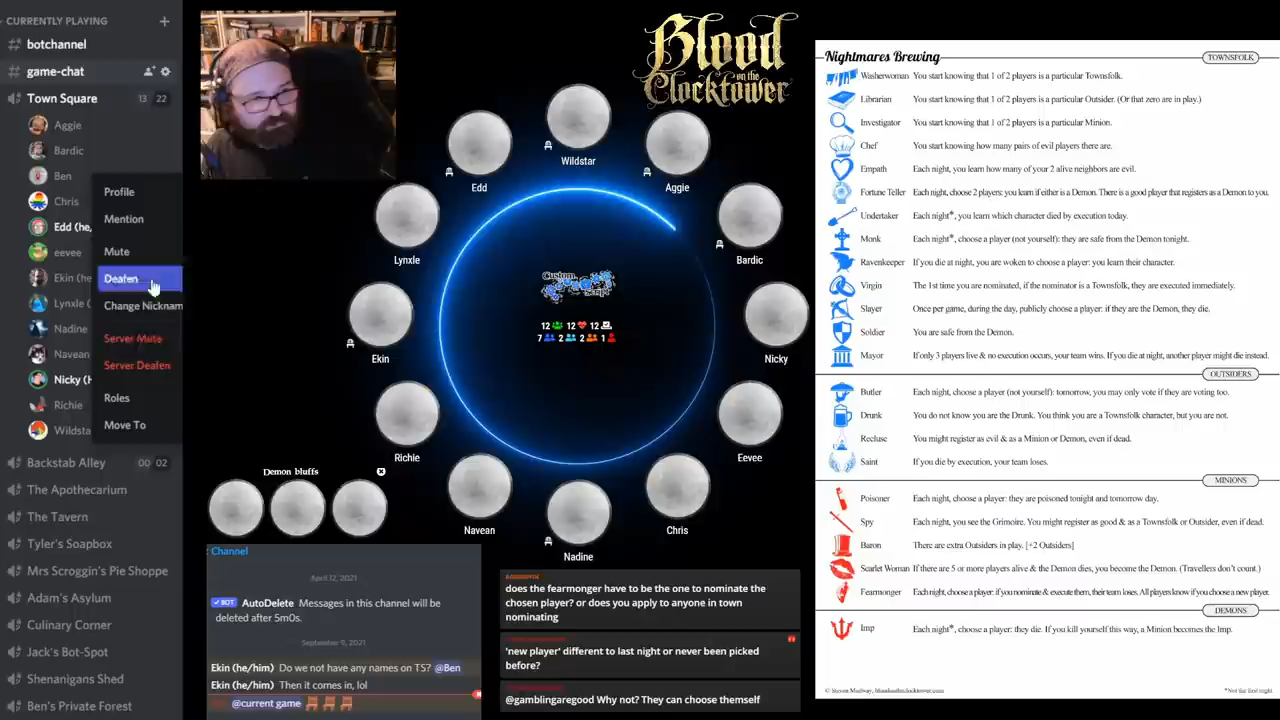 CURRENTLY PLAYING
botchannel
game-chat
Town Square 13 22
Aggie
Bardic
Ben
Chris
Edd (he,
eevee
Ekin (he
Lynxle (
Nadine
Navean
Nicky (h
Richie
Wildsta
Profile
Mention
Mute
Deafen
Change Nicknam
Server Mute
Server Deafen
Roles
Move To
Backstab Alley 00 02
The Apothecarium
The Tavern
Tyler's Soapbox
Mrs Scroggin's Pie Shoppe
Adam's Asylum
Culinary Corner
Jack's Bot-Spot
Shenanigans Shed
Ben's Private Forest
Blood
on the
Clocktower
Wildstar
Aggie
Bardic
Nicky
Eevee
Chris
Nadine
Navean
Richie
Ekin
Lynxle
Edd
Custom
Script
12 12 12
7 2 2 1
Demon bluffs
Channel
April 12, 2021
BOT AutoDelete Messages in this channel will be
deleted after 5m0s.
September 9, 2021
Ekin (he/him) Do we not have any names on TS? @Ben
Ekin (he/him) Then it comes in, lol
@current game
does the fearmonger have to be the one to nominate the
chosen player? or does you apply to anyone in town
nominating
'new player' different to last night or never been picked
before?
@gamblingangood Why not? They can choose themself
Nightmares Brewing
TOWNSFOLK
Washerwoman You start knowing that 1 of 2 players is a particular Townsfolk.
Librarian You start knowing that 1 of 2 players is a particular Outsider. (Or that zero are in play.)
Investigator You start knowing that 1 of 2 players is a particular Minion.
Chef You start knowing how many pairs of evil players there are.
Empath Each night, you learn how many of your 2 alive neighbors are evil.
Fortune Teller Each night, choose 2 players: you learn if either is a Demon. There is a good player that registers as a Demon to you.
Undertaker Each night*, you learn which character died by execution today.
Monk Each night*, choose a player (not yourself): they are safe from the Demon tonight.
Ravenkeeper If you die at night, you are woken to choose a player: you learn their character.
Virgin The 1st time you are nominated, if the nominator is a Townsfolk, they are executed immediately.
Slayer Once per game, during the day, publicly choose a player: if they are the Demon, they die.
Soldier You are safe from the Demon.
Mayor If only 3 players live & no execution occurs, your team wins. If you die at night, another player might die instead.
OUTSIDERS
Butler Each night, choose a player (not yourself): tomorrow, you may only vote if they are voting too.
Drunk You do not know you are the Drunk. You think you are a Townsfolk character, but you are not.
Recluse You might register as evil & as a Minion or Demon, even if dead.
Saint If you die by execution, your team loses.
MINIONS
Poisoner Each night, choose a player: they are poisoned tonight and tomorrow day.
Spy Each night, you see the Grimoire. You might register as good & as a Townsfolk or Outsider, even if dead.
Baron There are extra Outsiders in play. [+2 Outsiders]
Scarlet Woman If there are 5 or more players alive & the Demon dies, you become the Demon. (Travellers don't count.)
Fearmonger Each night, choose a player: if you nominate & execute them, their team loses. All players know if you choose a new player.
DEMONS
Imp Each night*, choose a player: they die. If you kill yourself this way, a Minion becomes the Imp.
© Steven Medway, bloodontheclocktower.com
*Not the first night